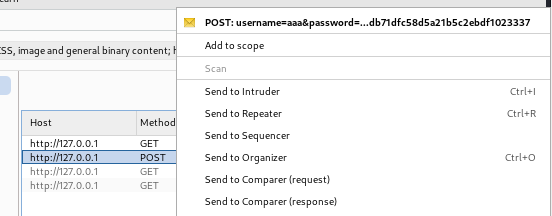 POST: username=aaa&password=...db71dfc58d5a21b5c2ebdf1023337
Add to scope
CSS, image and general binary content;
Scan
Send to Intruder Ctrl+I
Send to Repeater Ctrl+R
Host Method
Send to Sequencer
http://127.0.0.1 GET
http://127.0.0.1 POST
Send to Organizer Ctrl+O
http://127.0.0.1 GET
Send to Comparer (request)
http://127.0.0.1 GET
Send to Comparer (response)